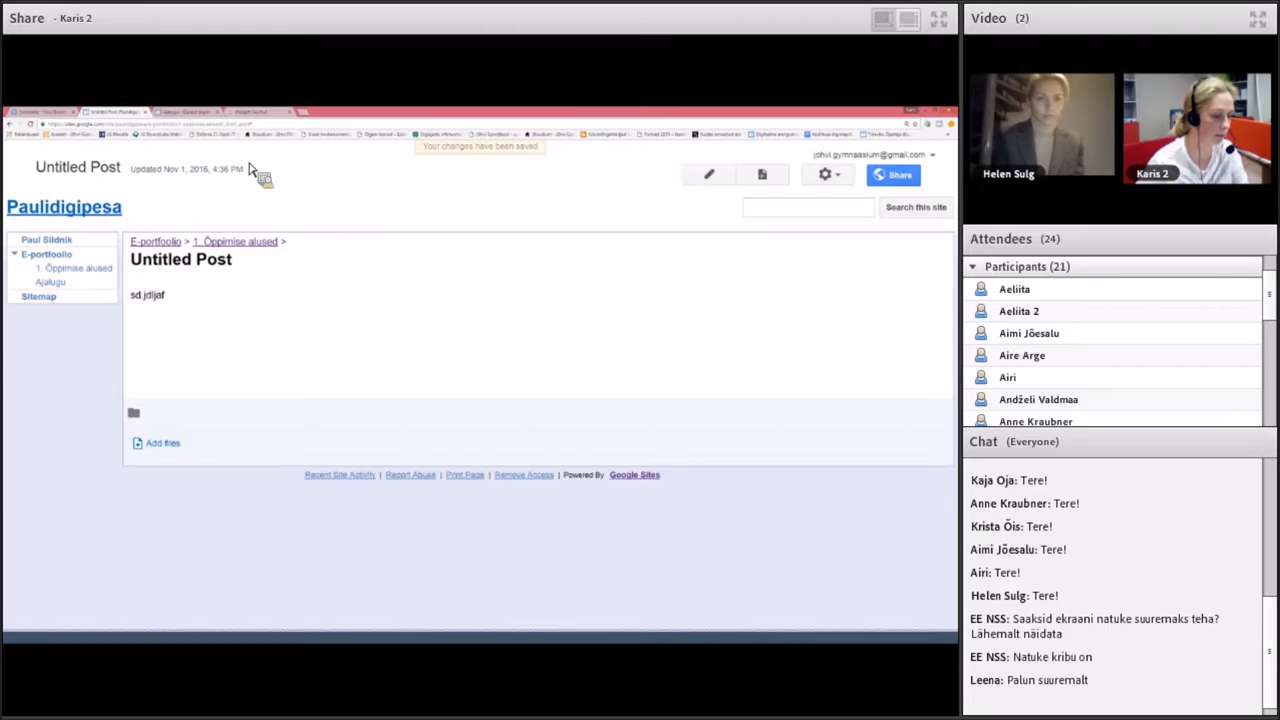 Share - Karis 2
Your changes have been saved
Untitled Post Updated Nov 1, 2016, 4:36 PM
johvi.gymnaasium@gmail.com
Share
Paulidigipesa
Search this site
Paul Sildnik
E-portfoolio
1. Õppimise alused
Ajalugu
Sitemap
E-portfoolio > 1. Õppimise alused >
Untitled Post
sd.jdljaf
Add files
Recent Site Activity | Report Abuse | Print Page | Remove Access | Powered By Google Sites
Video (2)
Helen Sulg
Karis 2
Attendees (24)
Participants (21)
Aeliita
Aeliita 2
Aimi Jõesalu
Aire Arge
Airi
Andželi Valdmaa
Anne Kraubner
Chat (Everyone)
Kaja Oja: Tere!
Anne Kraubner: Tere!
Krista Õis: Tere!
Aimi Jõesalu: Tere!
Airi: Tere!
Helen Sulg: Tere!
EE NSS: Saaksid ekraani natuke suuremaks teha?
Lähemalt näidata
EE NSS: Natuke kribu on
Leena: Palun suuremalt